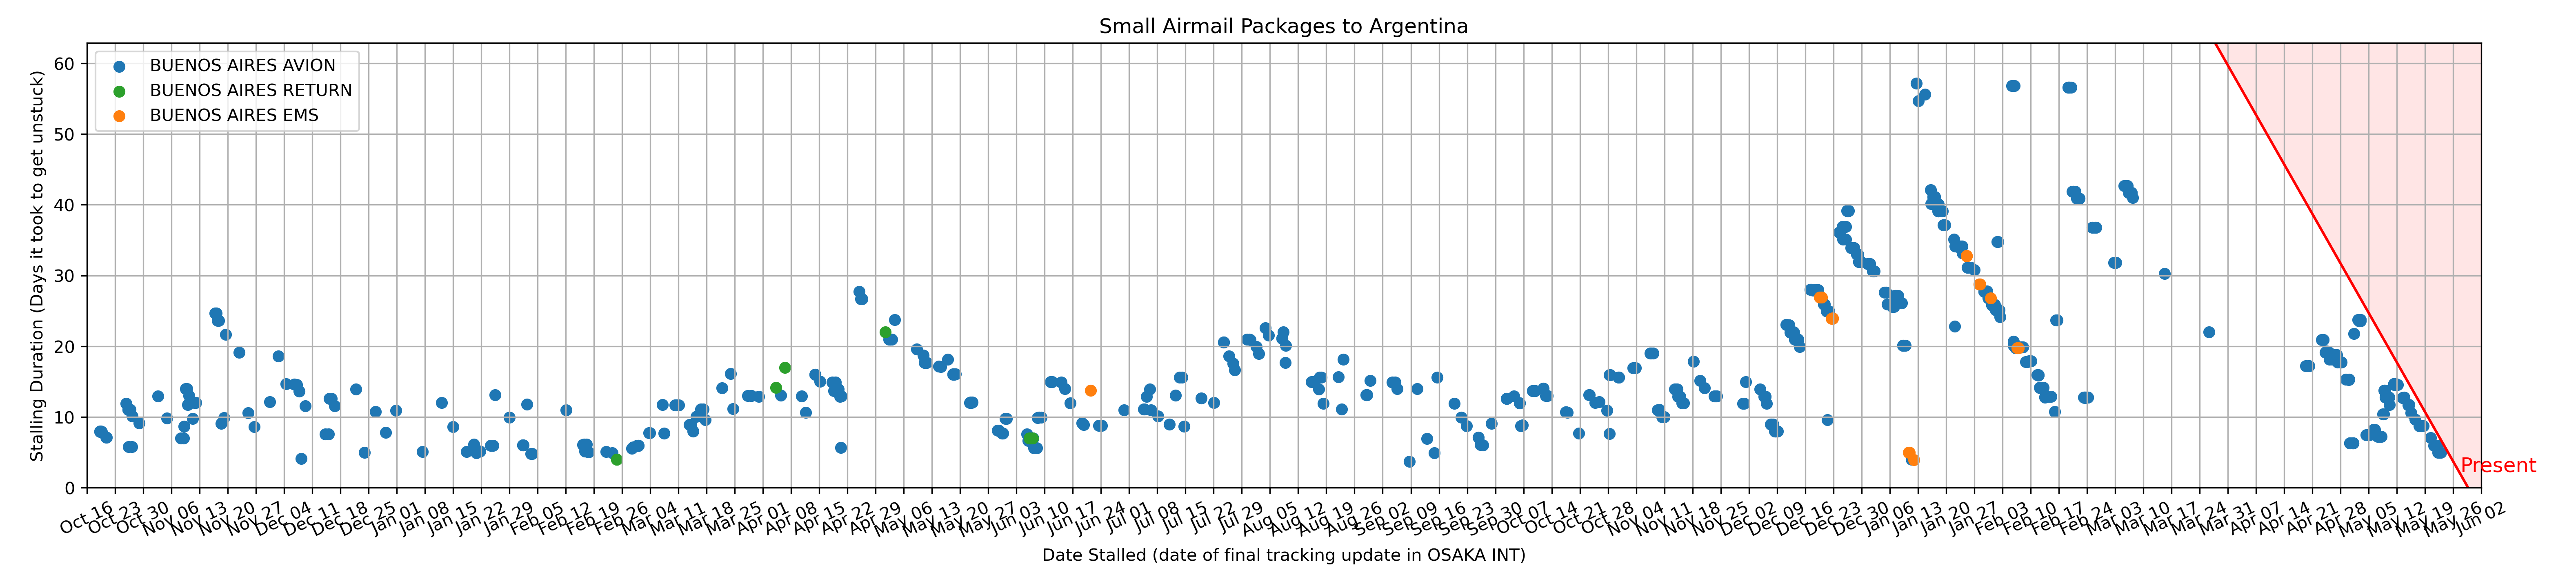 Small Airmail Packages to Argentina
BUENOS AIRES AVION
BUENOS AIRES RETURN
BUENOS AIRES EMS
Stalling Duration (Days it took to get unstuck)
60
50
40
30
20
10
0
Present
Oct 16
Oct 23
Oct 30
Nov 06
Nov 13
Nov 20
Nov 27
Dec 04
Dec 11
Dec 18
Dec 25
Jan 01
Jan 08
Jan 15
Jan 22
Jan 29
Feb 05
Feb 12
Feb 19
Feb 26
Mar 04
Mar 11
Mar 18
Mar 25
Apr 01
Apr 08
Apr 15
Apr 22
Apr 29
May 06
May 13
May 20
May 27
Jun 03
Jun 10
Jun 17
Jun 24
Jul 01
Jul 08
Jul 15
Jul 22
Jul 29
Aug 05
Aug 12
Aug 19
Aug 26
Sep 02
Sep 09
Sep 16
Sep 23
Sep 30
Oct 07
Oct 14
Oct 21
Oct 28
Nov 04
Nov 11
Nov 18
Nov 25
Dec 02
Dec 09
Dec 16
Dec 23
Dec 30
Jan 06
Jan 13
Jan 20
Jan 27
Feb 03
Feb 10
Feb 17
Feb 24
Mar 03
Mar 10
Mar 17
Mar 24
Mar 31
Apr 07
Apr 14
Apr 21
Apr 28
May 05
May 12
May 19
May 26
Jun 02
Date Stalled (date of final tracking update in OSAKA INT)